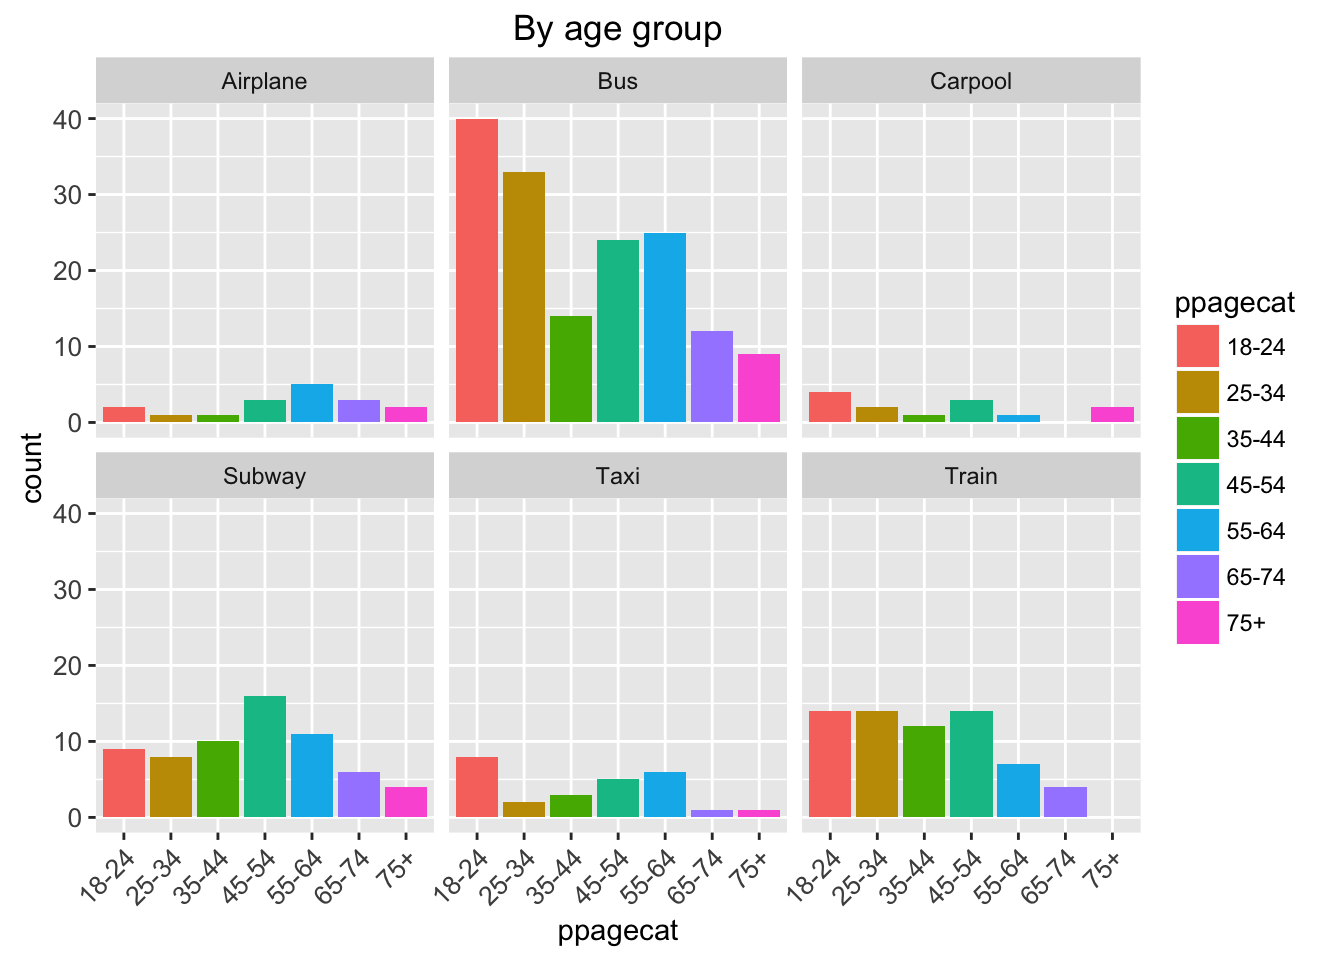 By age group
Airplane
Bus
Carpool
40
30
20
10
0
Subway
Taxi
Train
40
30
20
10
0
18-24 25-34 35-44 45-54 55-64 65-74 75+
18-24 25-34 35-44 45-54 55-64 65-74 75+
18-24 25-34 35-44 45-54 55-64 65-74 75+
ppagecat
count
ppagecat
18-24
25-34
35-44
45-54
55-64
65-74
75+